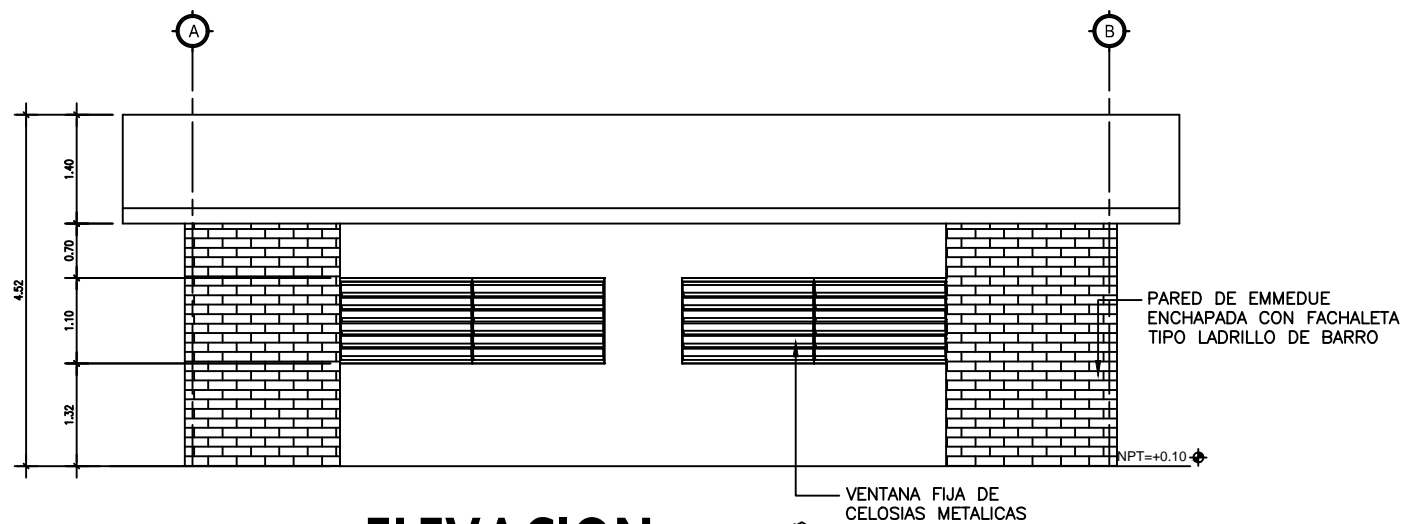 A
B
1.40
0.70
4.52
1.10
1.32
PARED DE EMMEDUE
ENCHAPADA CON FACHALETA
TIPO LADRILLO DE BARRO
NPT=+0.10
VENTANA FIJA DE
CELOSIAS METALICAS
ELEVACION